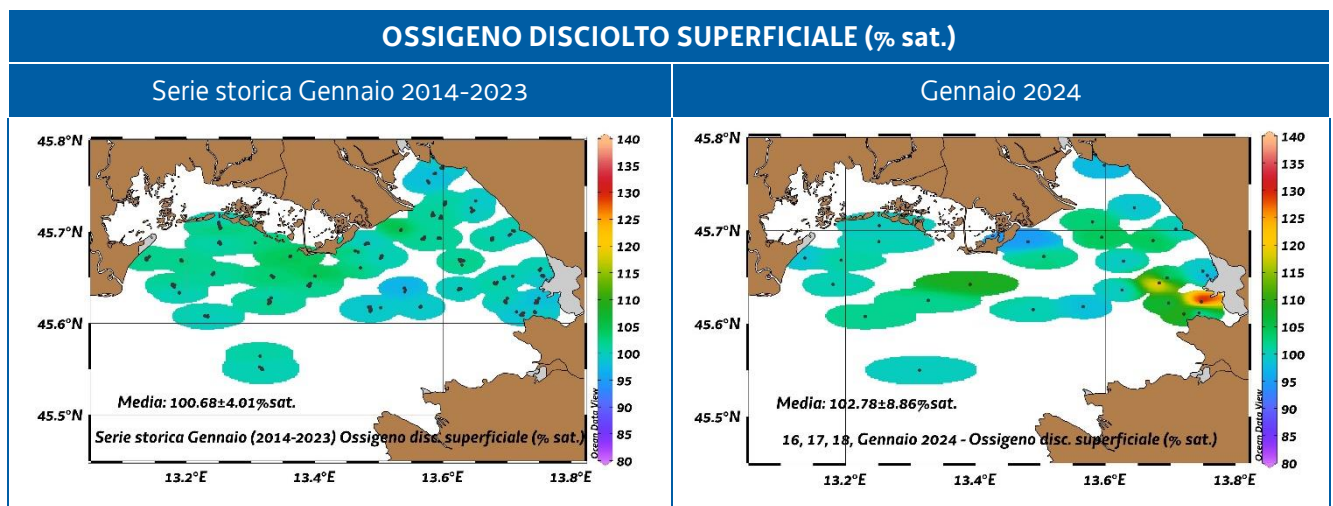 OSSIGENO DISCIOLTO SUPERFICIALE (% sat.)
Serie storica Gennaio 2014-2023
Gennaio 2024
45.8°N
45.7°N
45.6°N
45.5°N
13.2°E
13.4°E
13.6°E
13.8°E
140
135
130
125
120
115
110
105
100
95
90
85
80
Ocean Data View
Media: 100.68±4.01%sat.
Serie storica Gennaio (2014-2023) Ossigeno disc. superficiale (% sat.)
45.8°N
45.7°N
45.6°N
45.5°N
13.2°E
13.4°E
13.6°E
13.8°E
140
135
130
125
120
115
110
105
100
95
90
85
80
Ocean Data View
Media: 102.78±8.86%sat.
16, 17, 18, Gennaio 2024 - Ossigeno disc. superficiale (% sat.)